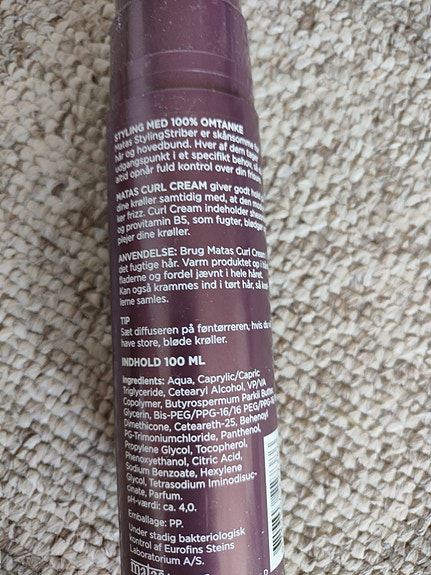 STYLING MED 100% OMTANKE
Matas StylingStriber er skånsomme
hår og hovedbund. Hver af dem tager
udgangspunkt i et specifikt behov,
altid opnår fuld kontrol over din
MATAS CURL CREAM giver godt hold
dine krøller samtidig med, at den
ker frizz. Curl Cream indeholder
og provitamin B5, som fugter,
plejer dine krøller.
ANVENDELSE: Brug Matas Curl Cream
det fugtige hår. Varm produktet op i
fladerne og fordel jævnt i hele håret.
Kan også krammes ind i tørt hår, så
lerne samles.
TIP
Sæt diffuseren på føntørreren, hvis du
have store, bløde krøller.
INDHOLD 100 ML
Ingredients: Aqua, Caprylic/Capric
Triglyceride, Cetearyl Alcohol, VP/VA
Copolymer, Butyrospermum Parkii Butter,
Glycerin, Bis-PEG/PPG-16/16 PEG/PPG-16/
Dimethicone, Ceteareth-25, Behenoyl
PG-Trimoniumchloride, Panthenol,
Propylene Glycol, Tocopherol,
Phenoxyethanol, Citric Acid,
Sodium Benzoate, Hexylene
Glycol, Tetrasodium Iminodisuc-
cinate, Parfum.
pH-værdi: ca. 4,0.
Emballage: PP.
Under stadig bakteriologisk
kontrol af Eurofins Steins
Laboratorium A/S.
matas